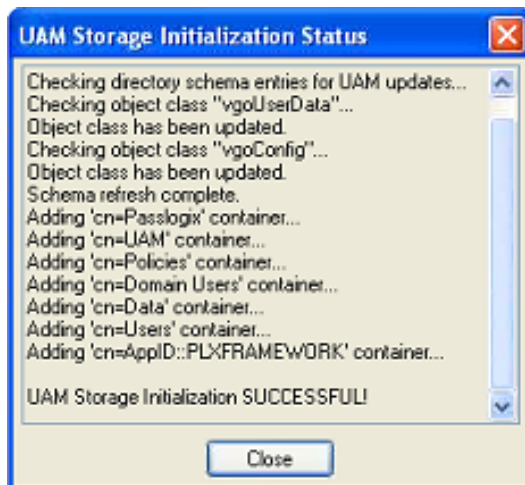 UAM Storage Initialization Status
Checking directory schema entries for UAM updates...
Checking object class "vgoUserData"...
Object class has been updated.
Checking object class "vgoConfig"...
Object class has been updated.
Schema refresh complete.
Adding 'cn=Passlogix' container...
Adding 'cn=UAM' container...
Adding 'cn=Policies' container...
Adding 'cn=Domain Users' container...
Adding 'cn=Data' container...
Adding 'cn=Users' container...
Adding 'cn=AppID::PLXFRAMEWORK' container...
UAM Storage Initialization SUCCESSFUL!
Close